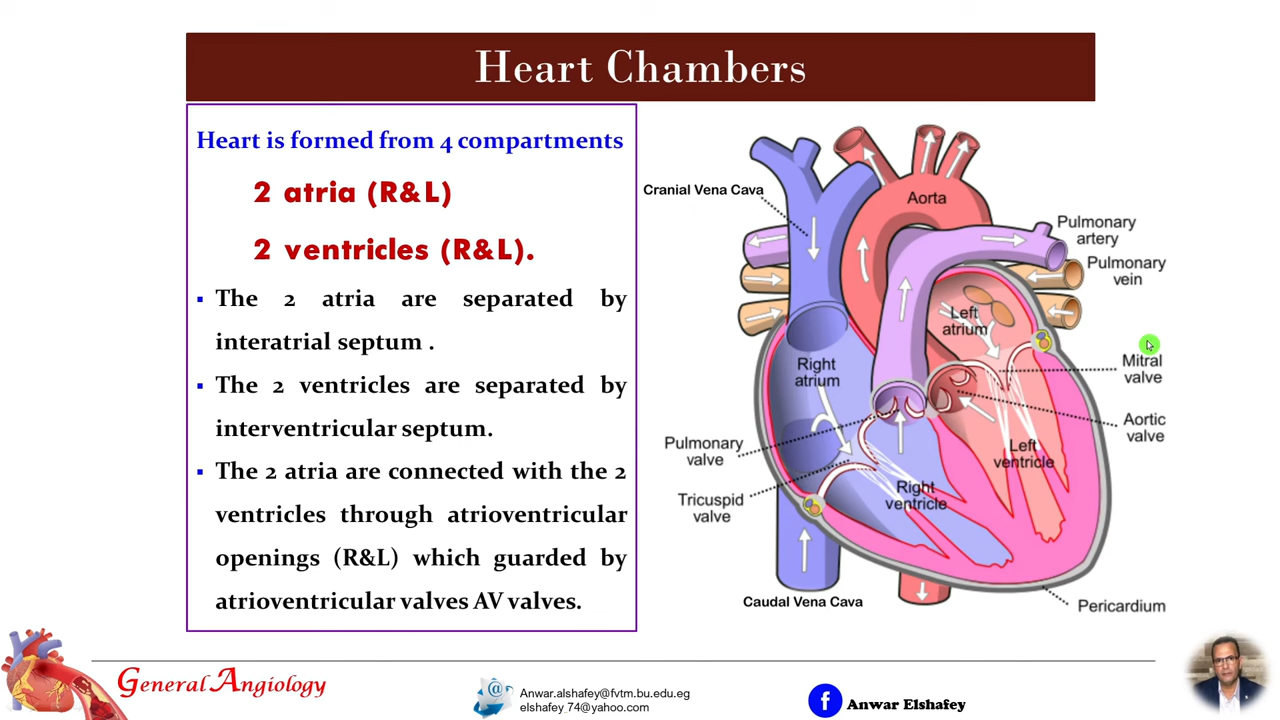 Heart Chambers
Heart is formed from 4 compartments
2 atria (R&L)
2 ventricles (R&L).
▪ The 2 atria are separated by
interatrial septum .
▪ The 2 ventricles are separated by
interventricular septum.
▪ The 2 atria are connected with the 2
ventricles through atrioventricular
openings (R&L) which guarded by
atrioventricular valves AV valves.
Cranial Vena Cava
Aorta
Pulmonary
artery
Pulmonary
vein
Left
atrium
Right
atrium
Mitral
valve
Aortic
valve
Pulmonary
valve
Left
ventricle
Tricuspid
valve
Right
ventricle
Caudal Vena Cava
Pericardium
General Angiology
@
Anwar.alshafey@fvtm.bu.edu.eg
elshafey_74@yahoo.com
f
Anwar Elshafey